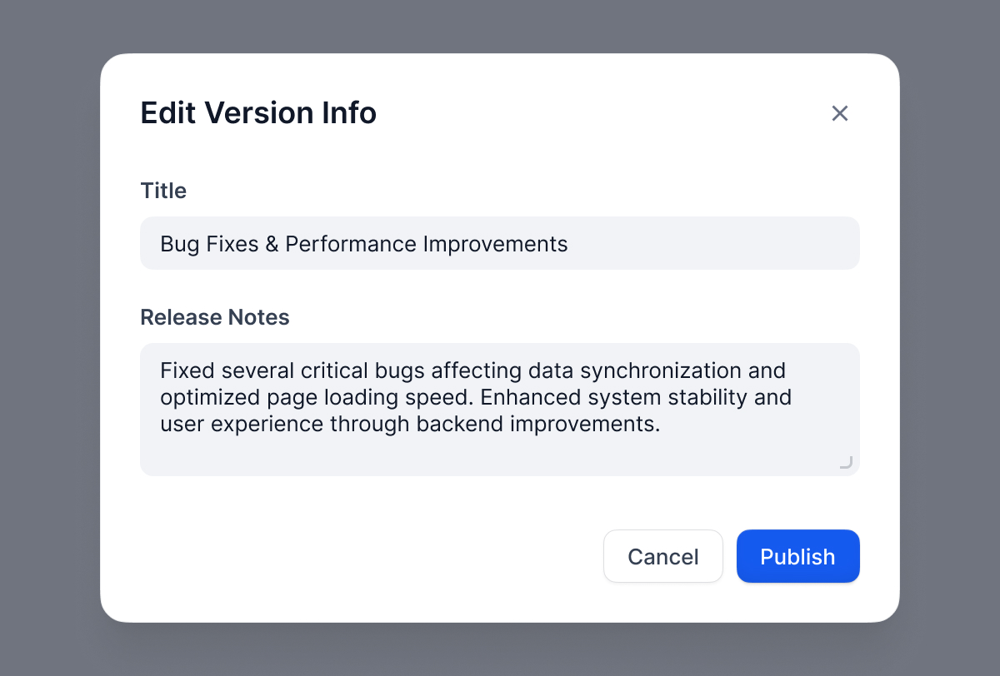 Edit Version Info
Title
Bug Fixes & Performance Improvements
Release Notes
Fixed several critical bugs affecting data synchronization and
optimized page loading speed. Enhanced system stability and
user experience through backend improvements.
Cancel
Publish